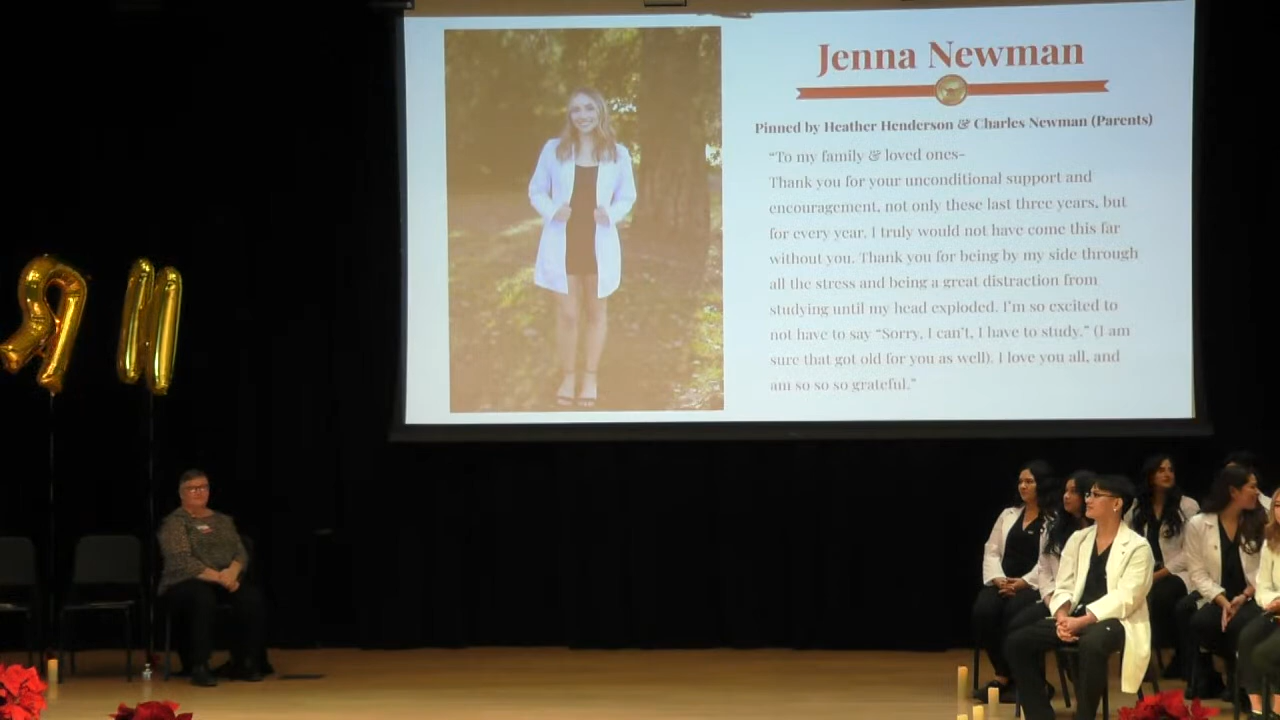 Jenna Newman
Pinned by Heather Henderson & Charles Newman (Parents)
“To my family & loved ones-
Thank you for your unconditional support and
encouragement, not only these last three years, but
for every year. I truly would not have come this far
without you. Thank you for being by my side through
all the stress and being a great distraction from
studying until my head exploded. I'm so excited to
not have to say “Sorry, I can't, I have to study.” (I am
sure that got old for you as well). I love you all, and
am so so so grateful.”